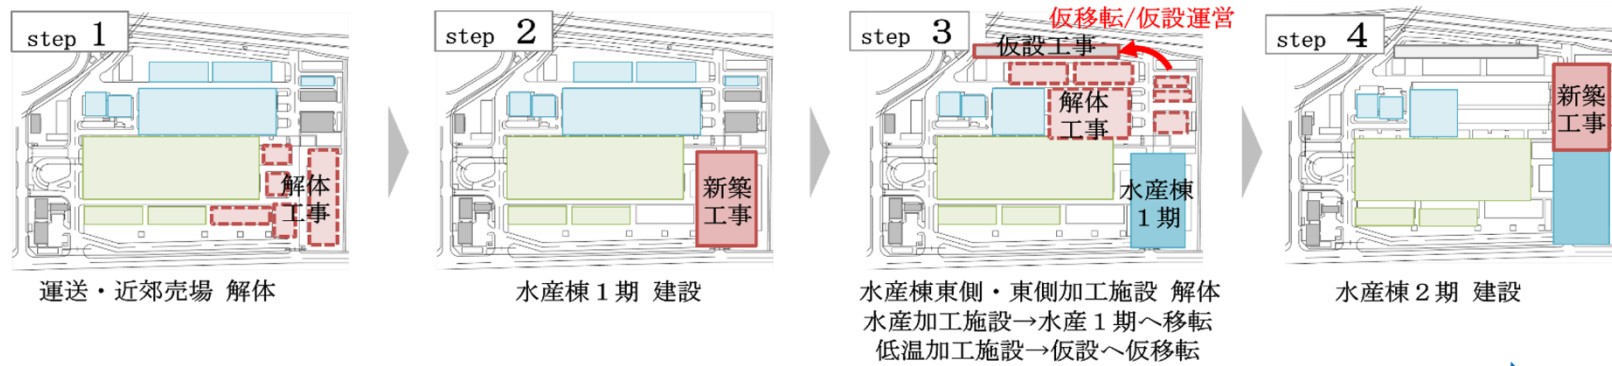 step 1
解体
工事
運送・近郊売場 解体
step 2
新築
工事
水産棟１期 建設
step 3
仮移転/仮設運営
仮設工事
解体
工事
水産棟
１期
水産棟東側・東側加工施設 解体
水産加工施設→水産１期へ移転
低温加工施設→仮設へ仮移転
step 4
新築
工事
水産棟２期 建設